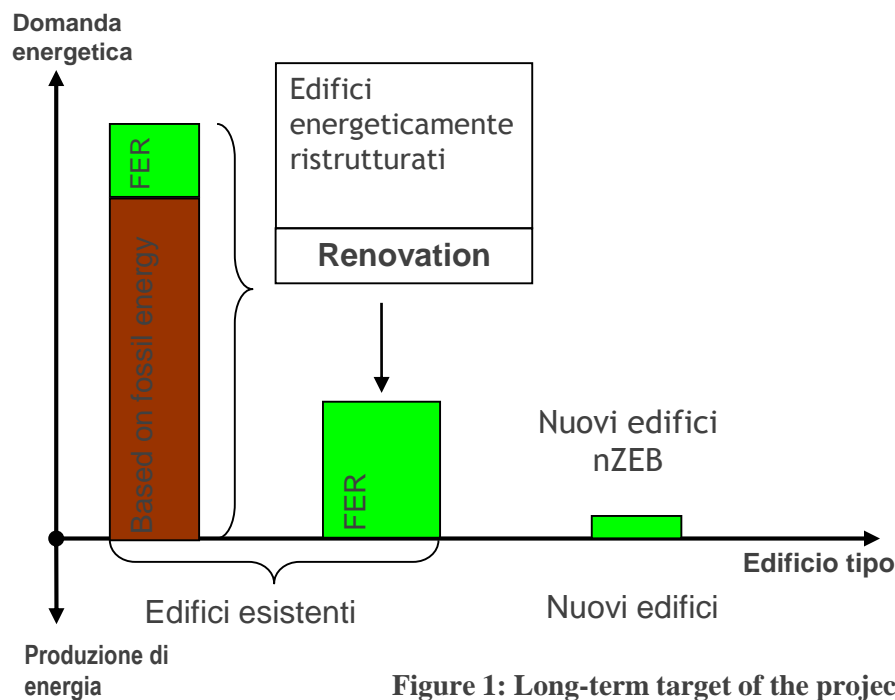 Domanda
energetica
Edifici
energeticamente
ristrutturati
Renovation
FER
Based on fossil energy
FER
Nuovi edifici
nZEB
Edificio tipo
Edifici esistenti
Nuovi edifici
Produzione di
energia
Figure 1: Long-term target of the projec